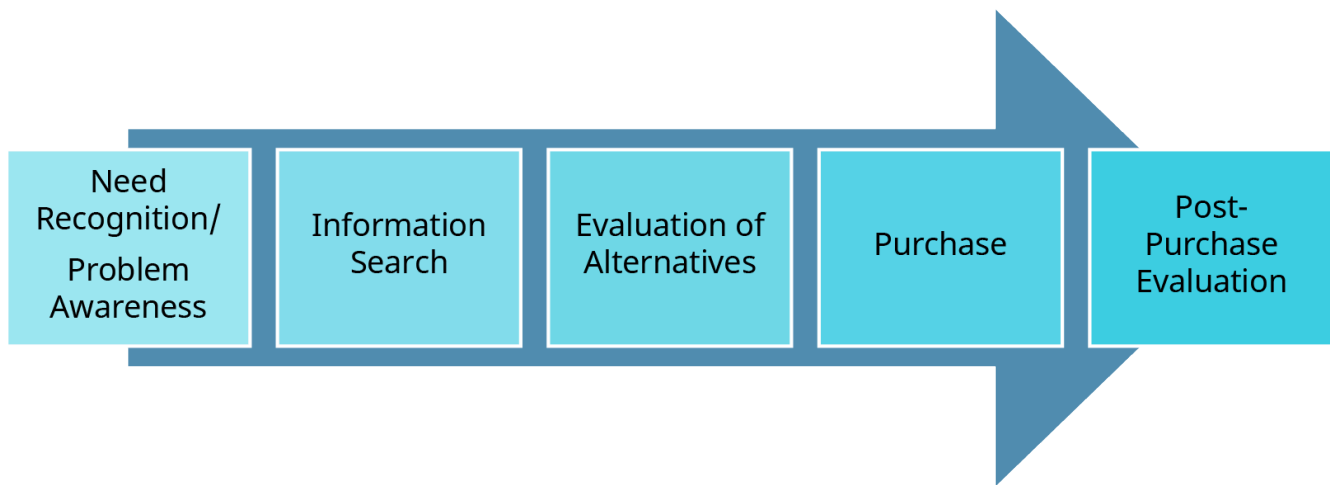 Need
Recognition/
Problem
Awareness
Information
Search
Evaluation of
Alternatives
Purchase
Post-
Purchase
Evaluation